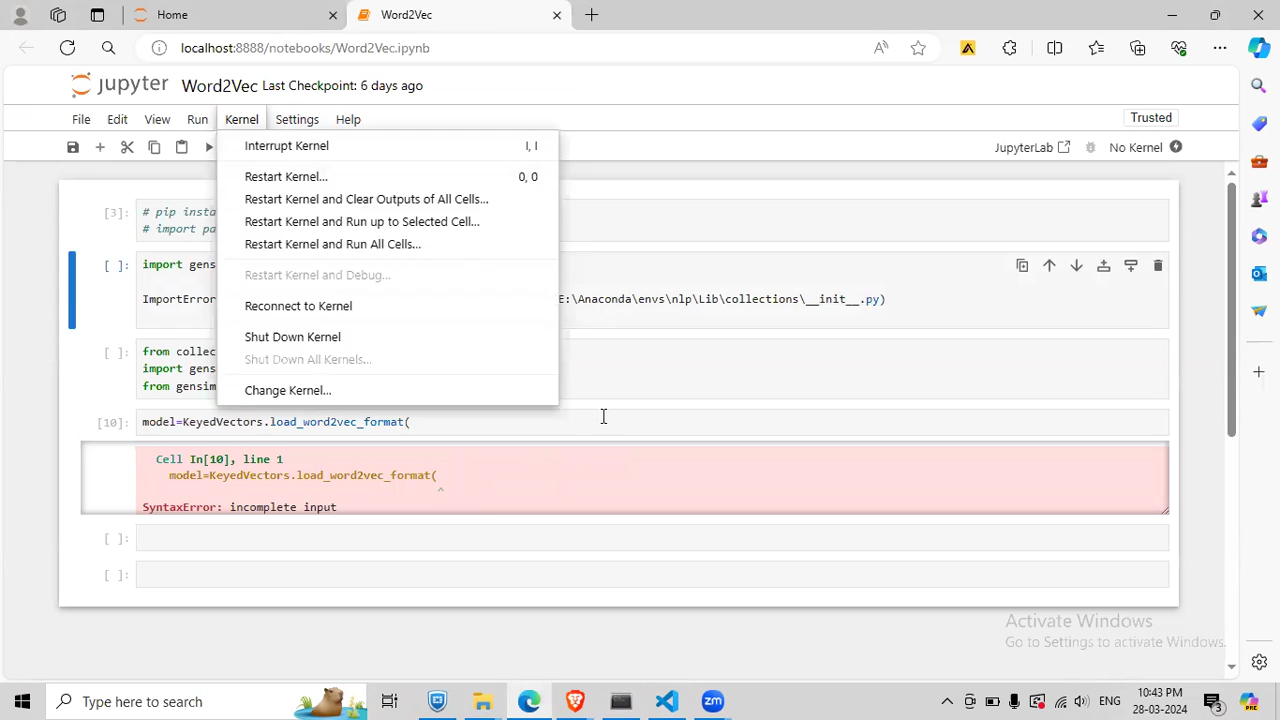 Home
Word2Vec
localhost:8888/notebooks/Word2Vec.ipynb
jupyter Word2Vec Last Checkpoint: 6 days ago
File Edit View Run Kernel Settings Help
Trusted
JupyterLab No Kernel
Interrupt Kernel I, I
Restart Kernel... 0, 0
Restart Kernel and Clear Outputs of All Cells...
Restart Kernel and Run up to Selected Cell...
Restart Kernel and Run All Cells...
Restart Kernel and Debug...
Reconnect to Kernel
Shut Down Kernel
Shut Down All Kernels...
Change Kernel...
[3]: # pip insta
# import pa
[ ]: import gens
ImportError E:\Anaconda\envs\nlp\Lib\collections\__init__.py)
[ ]: from collec
import gens
from gensim
[10]: model=KeyedVectors.load_word2vec_format(
Cell In[10], line 1
model=KeyedVectors.load_word2vec_format(
^
SyntaxError: incomplete input
[ ]:
[ ]:
Activate Windows
Go to Settings to activate Windows.
Type here to search
ENG
10:43 PM
28-03-2024
3
PRE